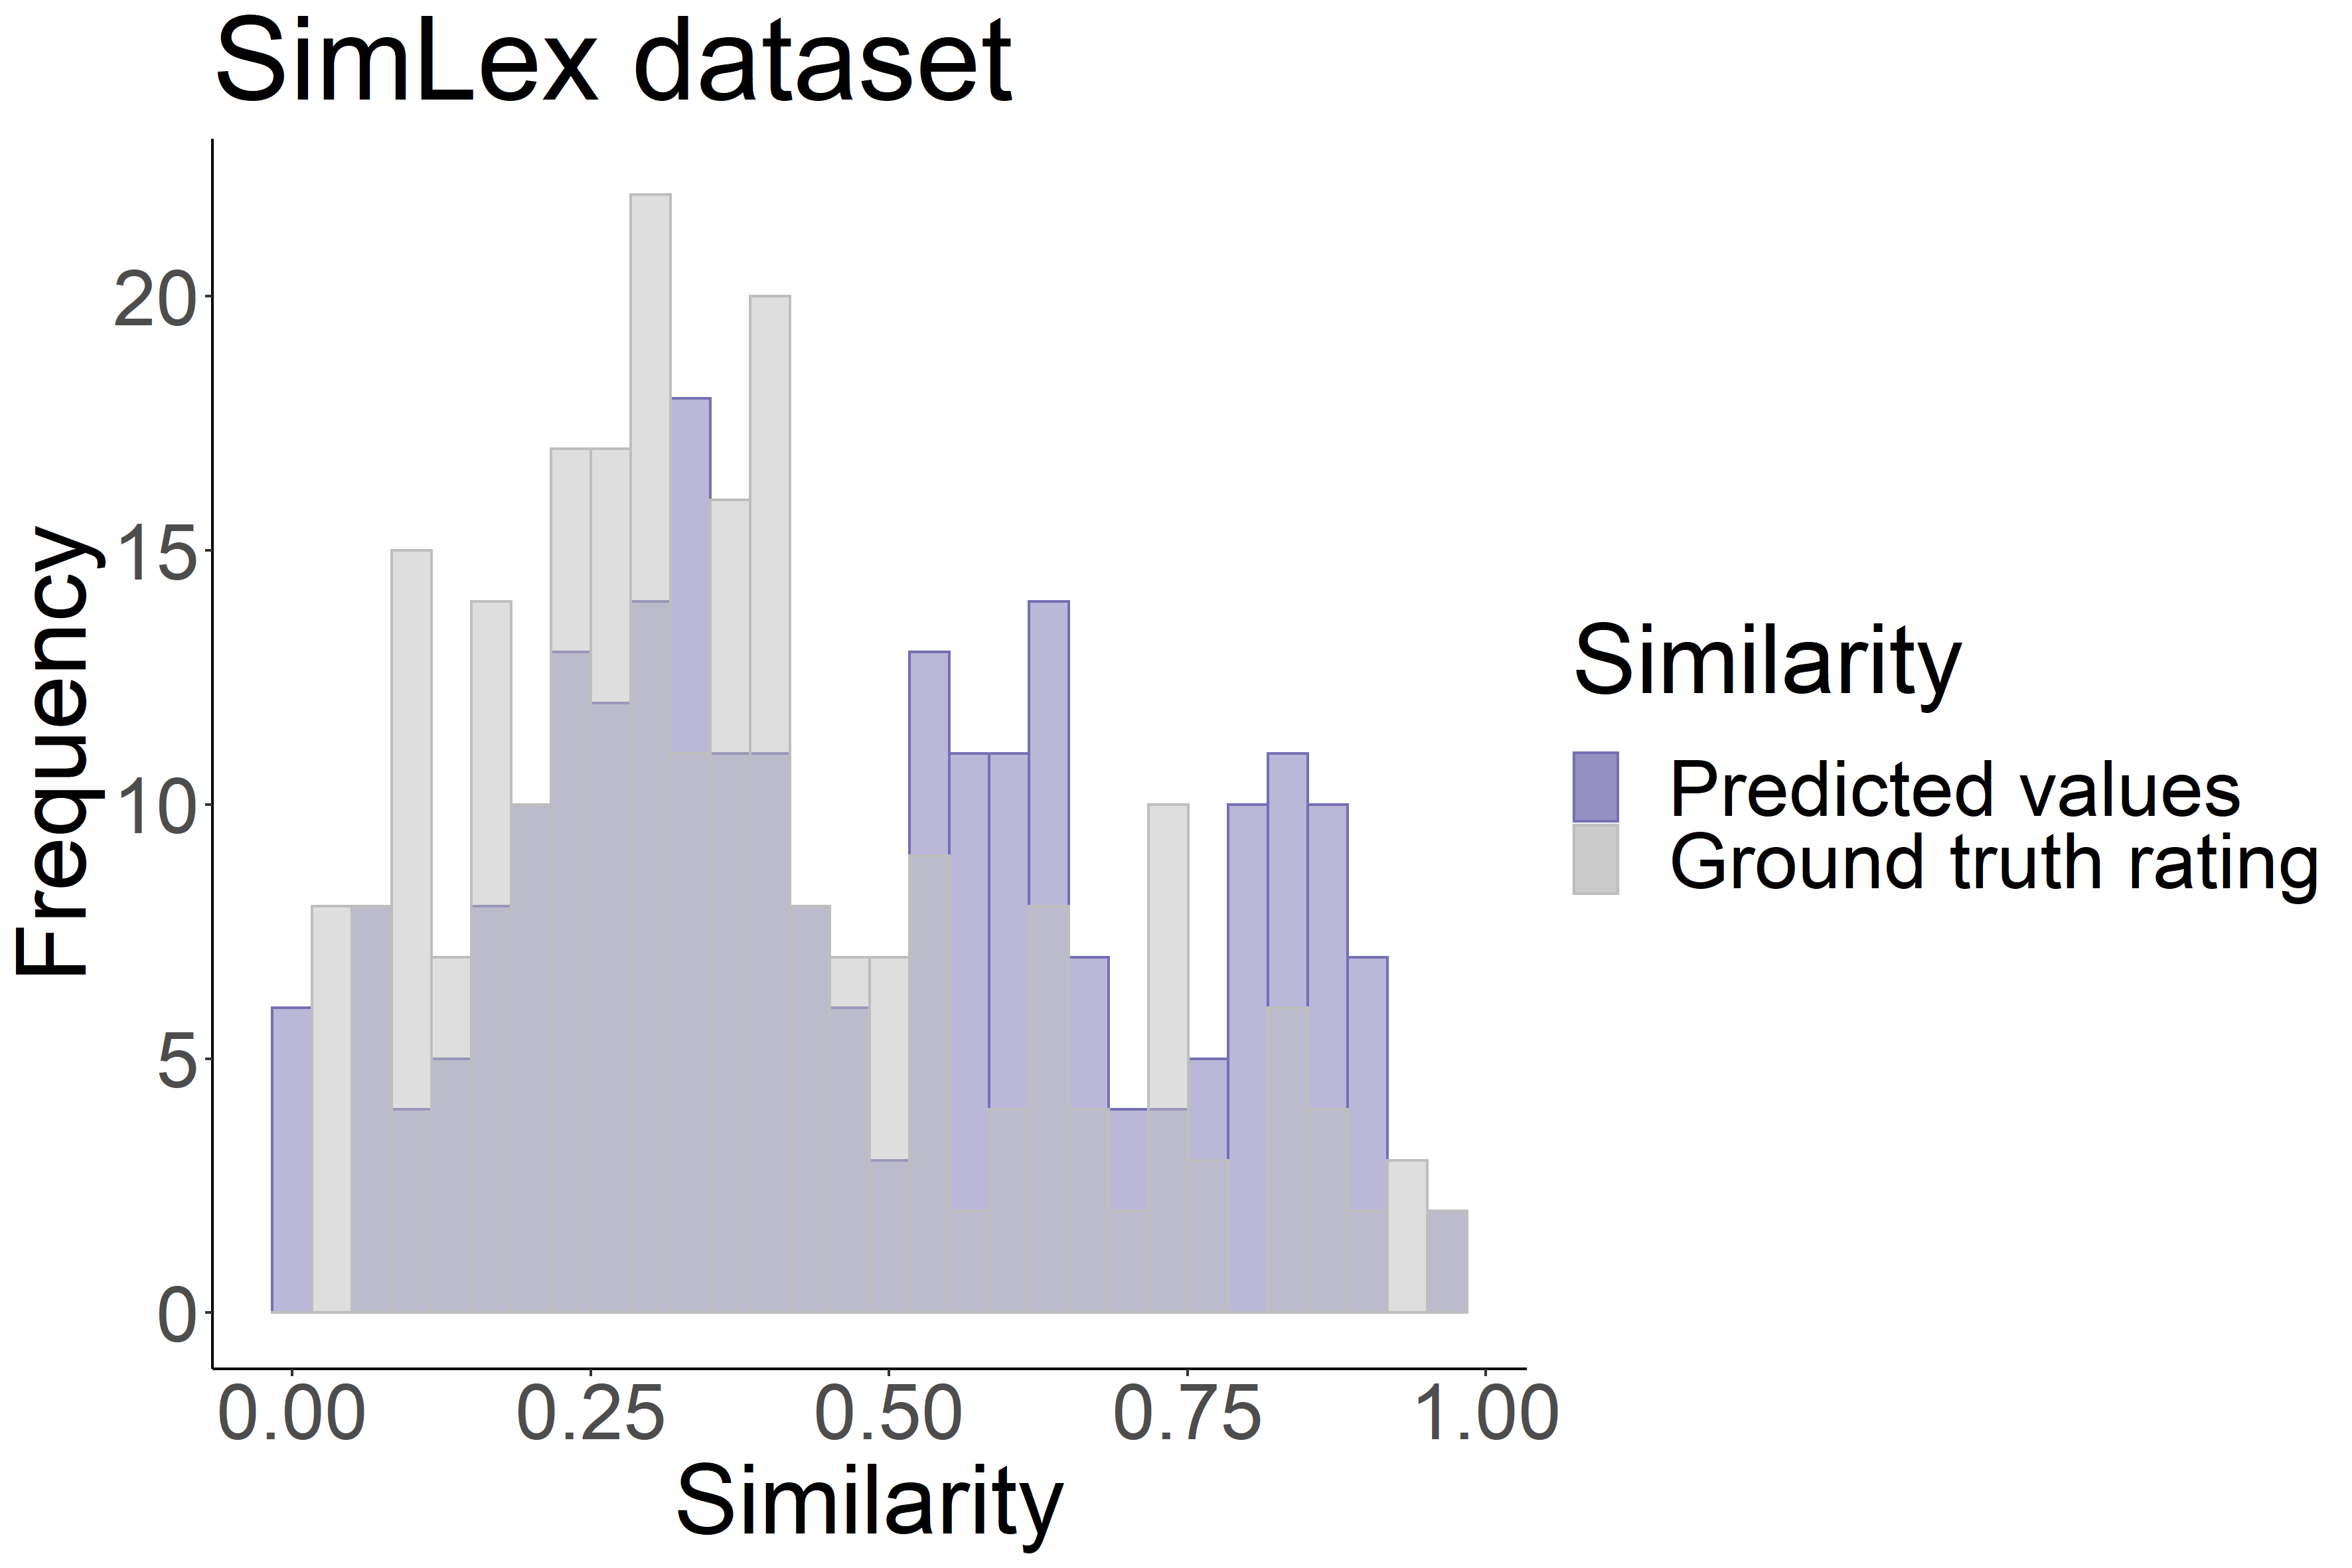 SimLex dataset
Frequency
20
15
10
5
0
0.00 0.25 0.50 0.75 1.00
Similarity
Similarity
Predicted values
Ground truth rating